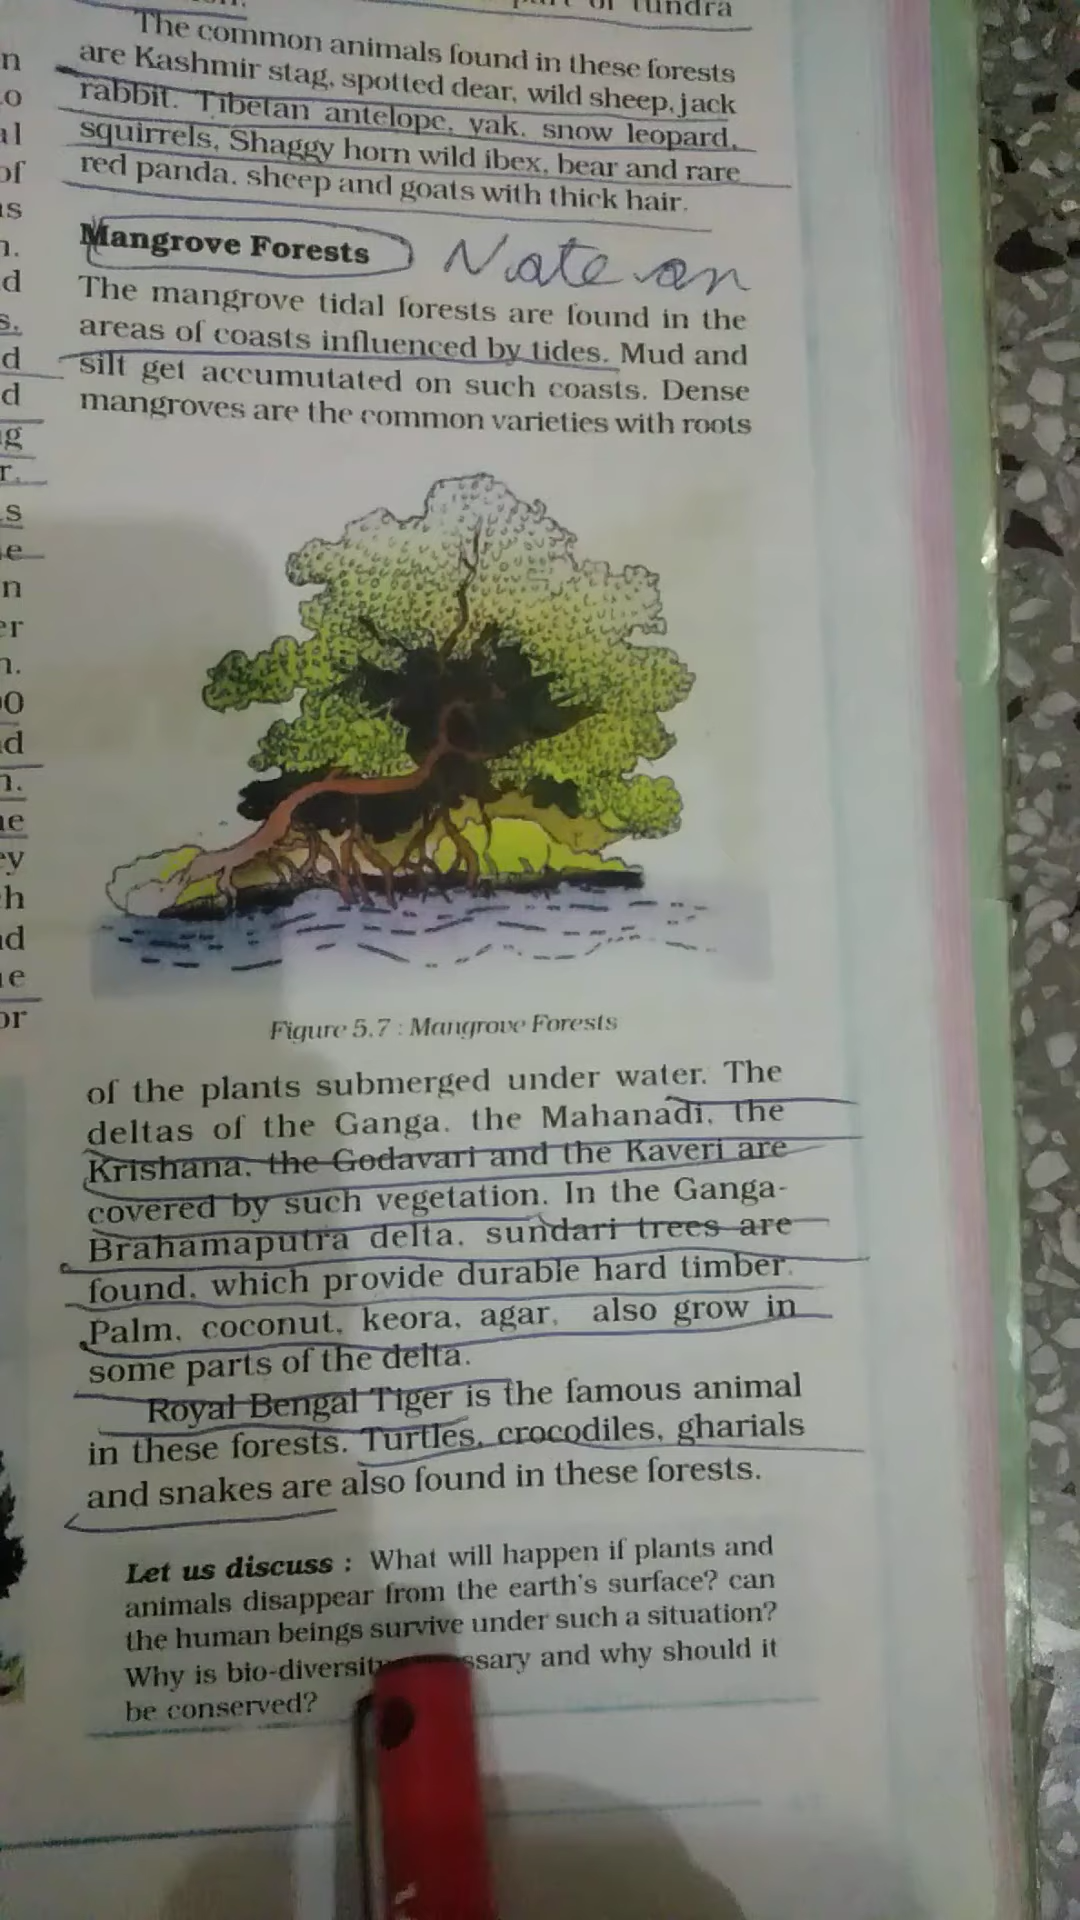 tundra
The common animals found in these forests
are Kashmir stag, spotted dear, wild sheep, jack
rabbit. Tibetan antelope, yak, snow leopard,
squirrels, Shaggy horn wild ibex, bear and rare
red panda, sheep and goats with thick hair.
Mangrove Forests Note on
The mangrove tidal forests are found in the
areas of coasts influenced by tides. Mud and
silt get accumutated on such coasts. Dense
mangroves are the common varieties with roots
Figure 5.7 : Mangrove Forests
of the plants submerged under water. The
deltas of the Ganga, the Mahanadi, the
Krishana, the Godavari and the Kaveri are
covered by such vegetation. In the Ganga-
Brahamaputra delta, sundari trees are
found, which provide durable hard timber.
Palm, coconut, keora, agar, also grow in
some parts of the delta.
Royal Bengal Tiger is the famous animal
in these forests. Turtles, crocodiles, gharials
and snakes are also found in these forests.
Let us discuss : What will happen if plants and
animals disappear from the earth's surface? can
the human beings survive under such a situation?
Why is bio-diversity ssary and why should it
be conserved?